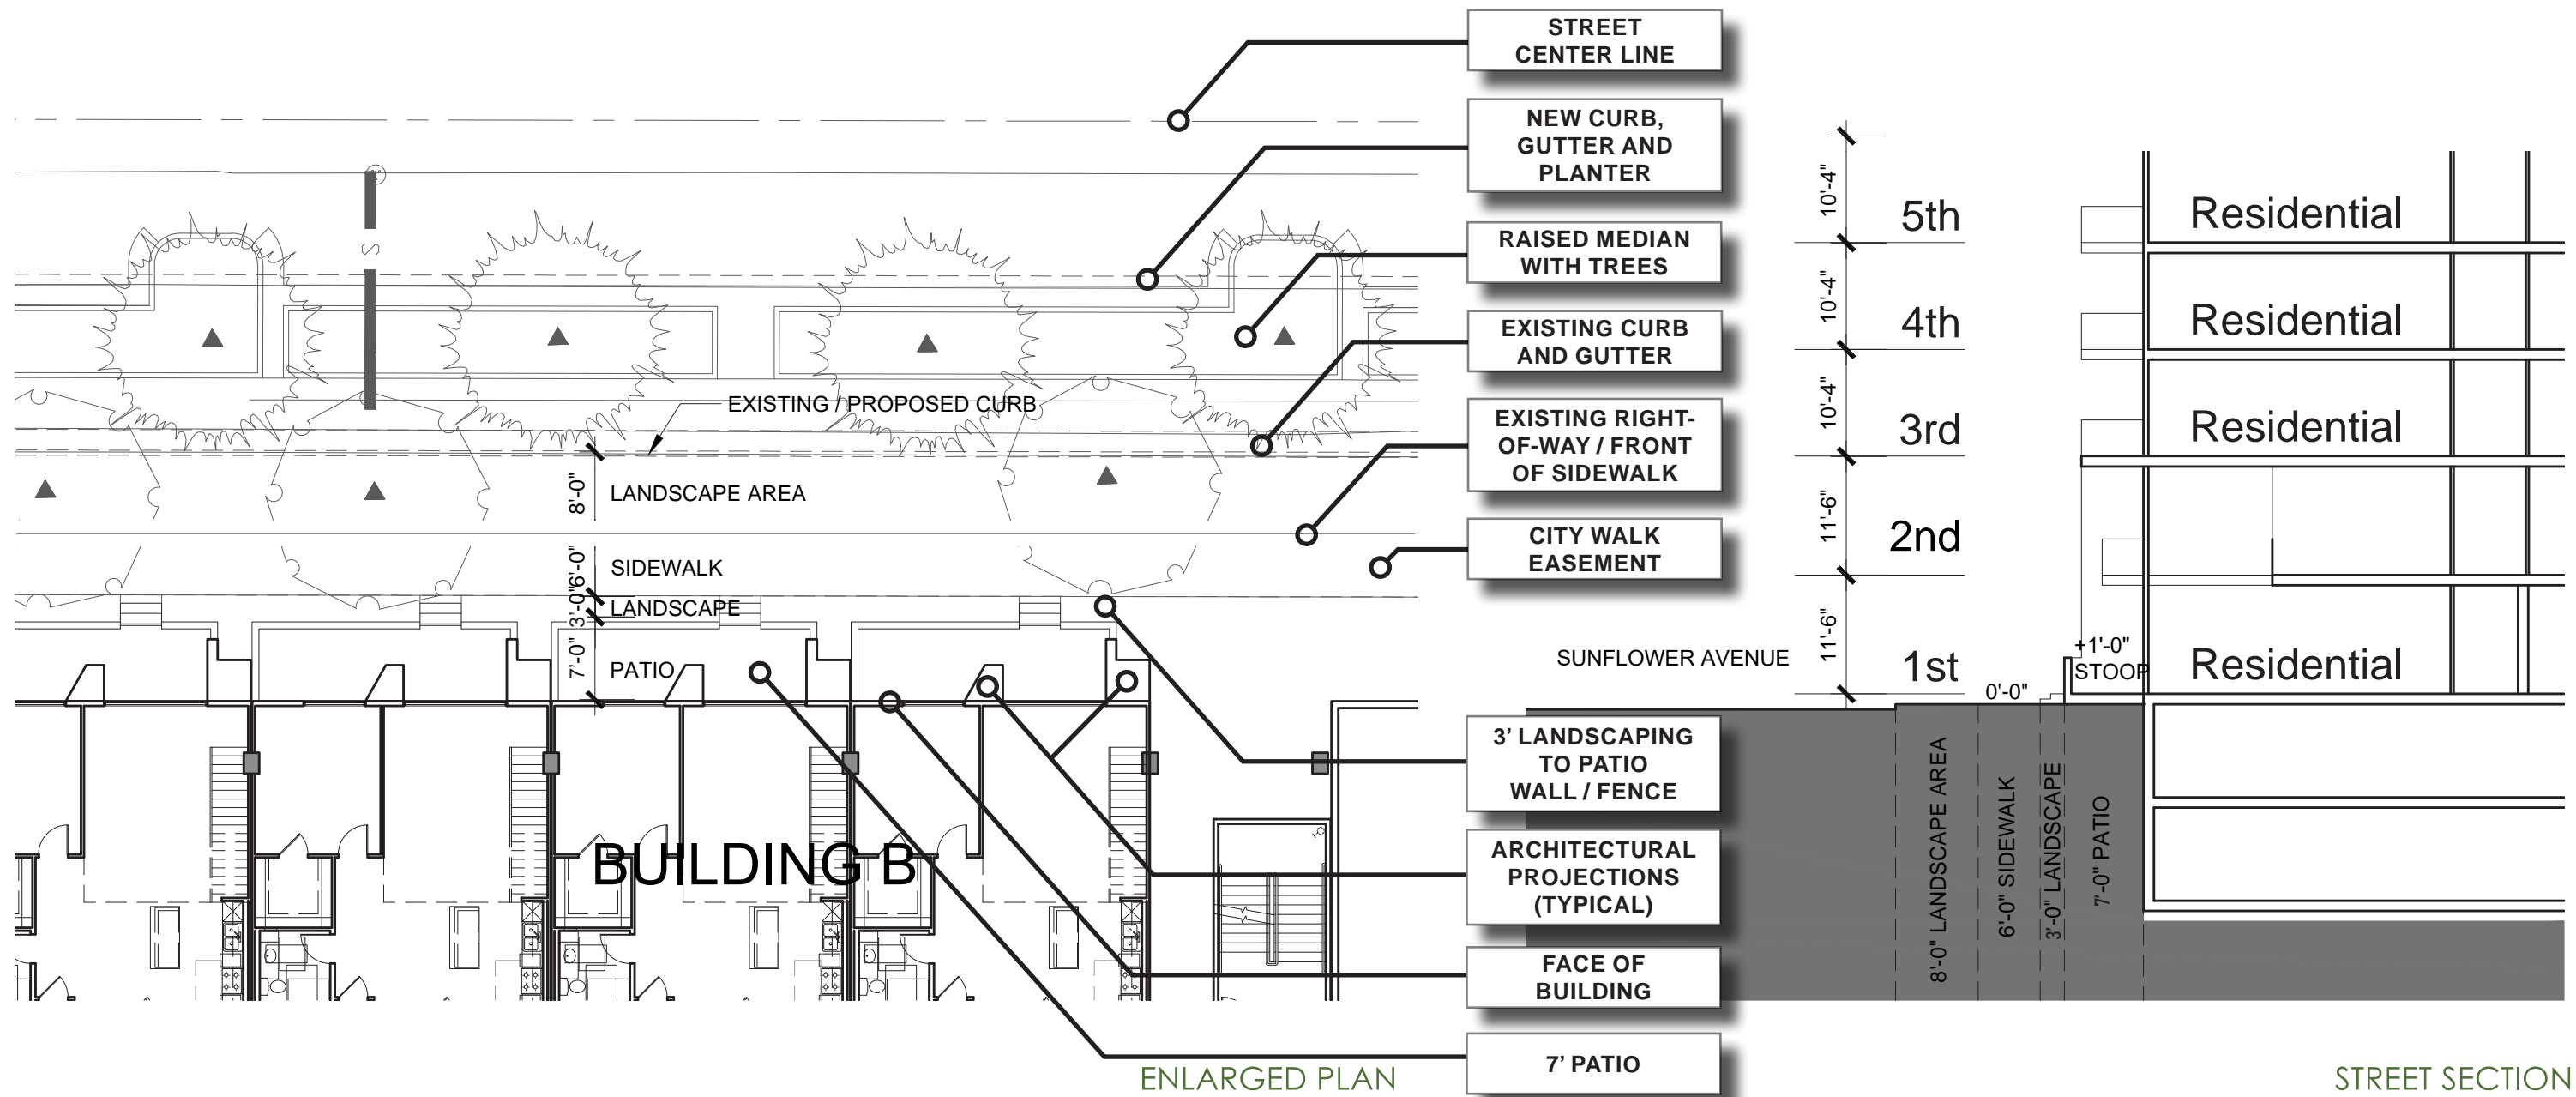 STREET
CENTER LINE
NEW CURB,
GUTTER AND
PLANTER
RAISED MEDIAN
WITH TREES
EXISTING CURB
AND GUTTER
EXISTING RIGHT-
OF-WAY / FRONT
OF SIDEWALK
CITY WALK
EASEMENT
3’ LANDSCAPING
TO PATIO
WALL / FENCE
ARCHITECTURAL
PROJECTIONS
(TYPICAL)
FACE OF
BUILDING
7’ PATIO
S
EXISTING / PROPOSED CURB
8'-0"
LANDSCAPE AREA
6'-0"
SIDEWALK
3'-0"
LANDSCAPE
7'-0"
PATIO
BUILDING B
ENLARGED PLAN
10'-4"
5th
Residential
10'-4"
4th
Residential
10'-4"
3rd
Residential
11'-6"
2nd
11'-6"
1st
Residential
SUNFLOWER AVENUE
+1'-0"
STOOP
0'-0"
8'-0" LANDSCAPE AREA
6'-0" SIDEWALK
3'-0" LANDSCAPE
7'-0" PATIO
STREET SECTION